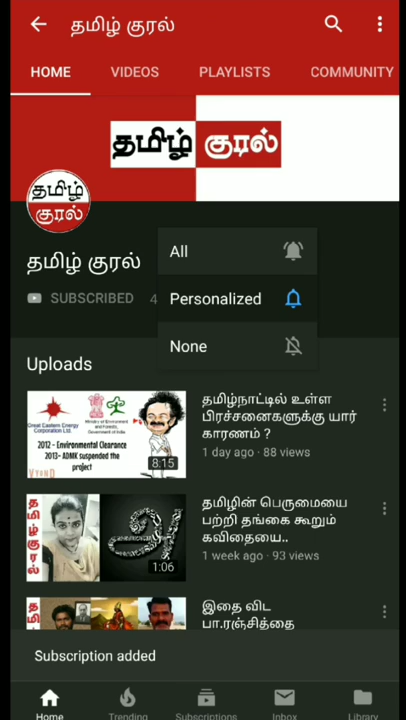 தமிழ் குரல்
HOME VIDEOS PLAYLISTS COMMUNITY
தமிழ் குரல்
தமிழ்
குரல்
தமிழ் குரல்
SUBSCRIBED 4
All
Personalized
None
Uploads
Great Eastern Energy
Corporation Ltd.
Ministry of Environment
and Forests,
Government of India
2012 - Environmental Clearance
2013- ADMK suspended the
project
8:15
தமிழ்நாட்டில் உள்ள
பிரச்சனைகளுக்கு யார்
காரணம் ?
1 day ago · 88 views
தமிழ்குரல்
அ
1:06
தமிழின் பெருமையை
பற்றி தங்கை கூறும்
கவிதையை..
1 week ago · 93 views
இதை விட
பா.ரஞ்சித்தை
Subscription added
Home Trending Subscriptions Inbox Library